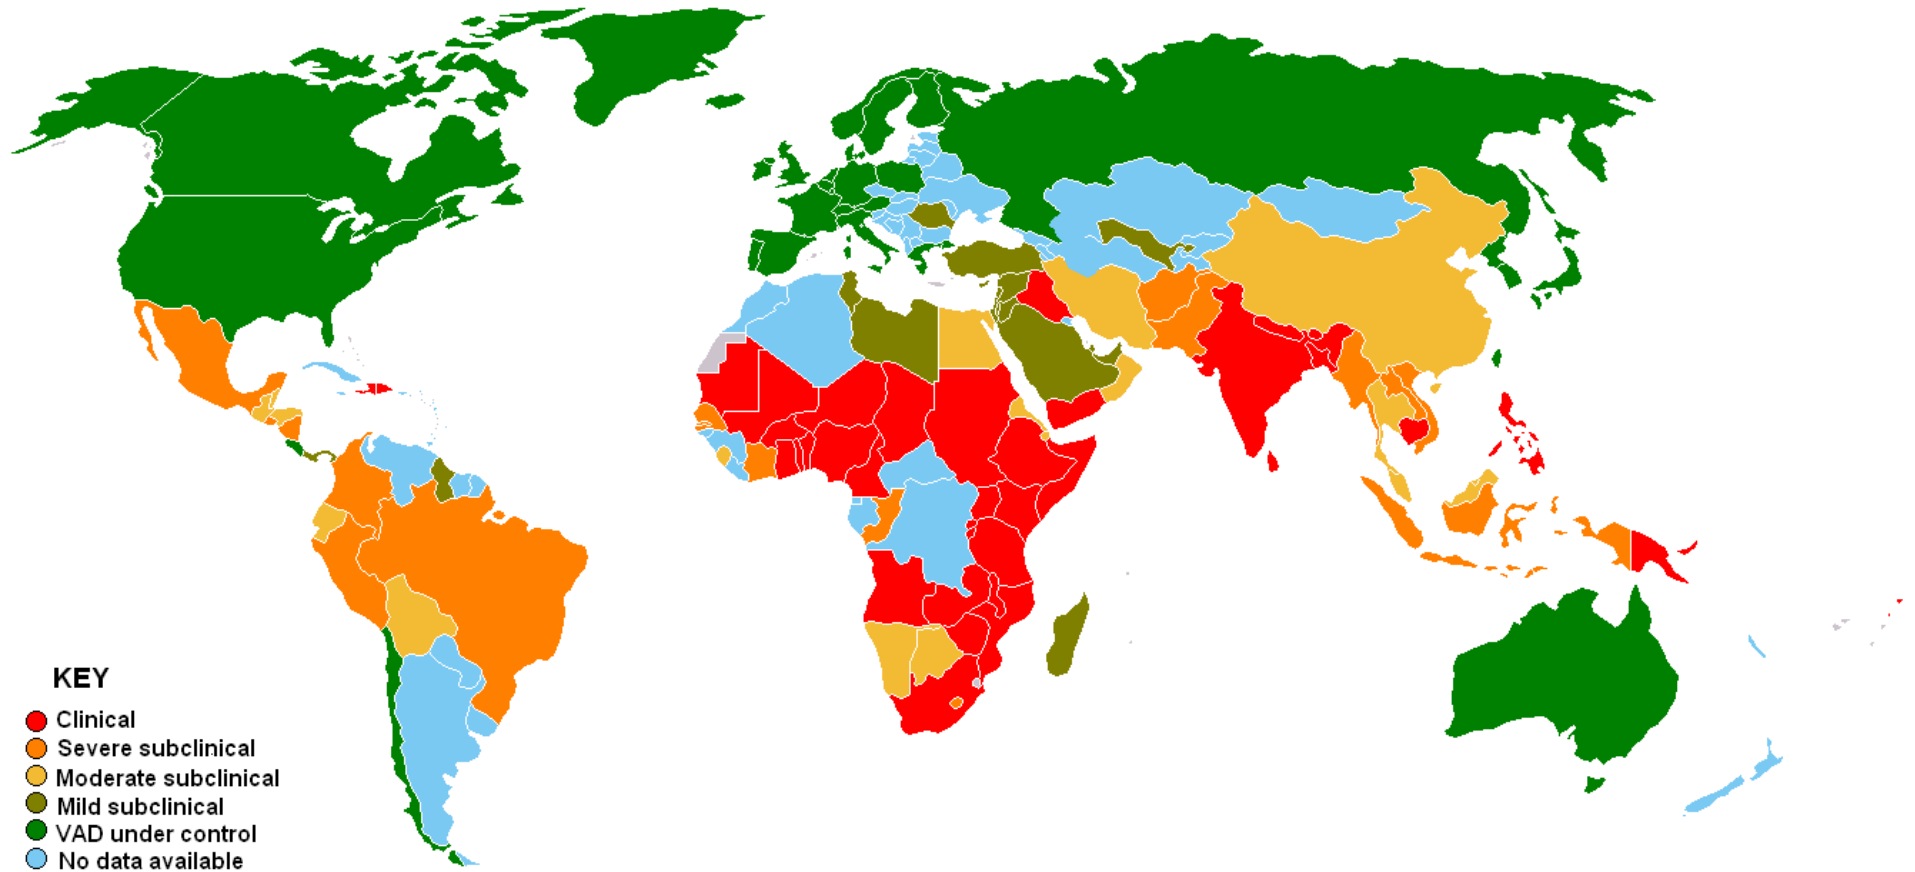 KEY
Clinical
Severe subclinical
Moderate subclinical
Mild subclinical
VAD under control
No data available